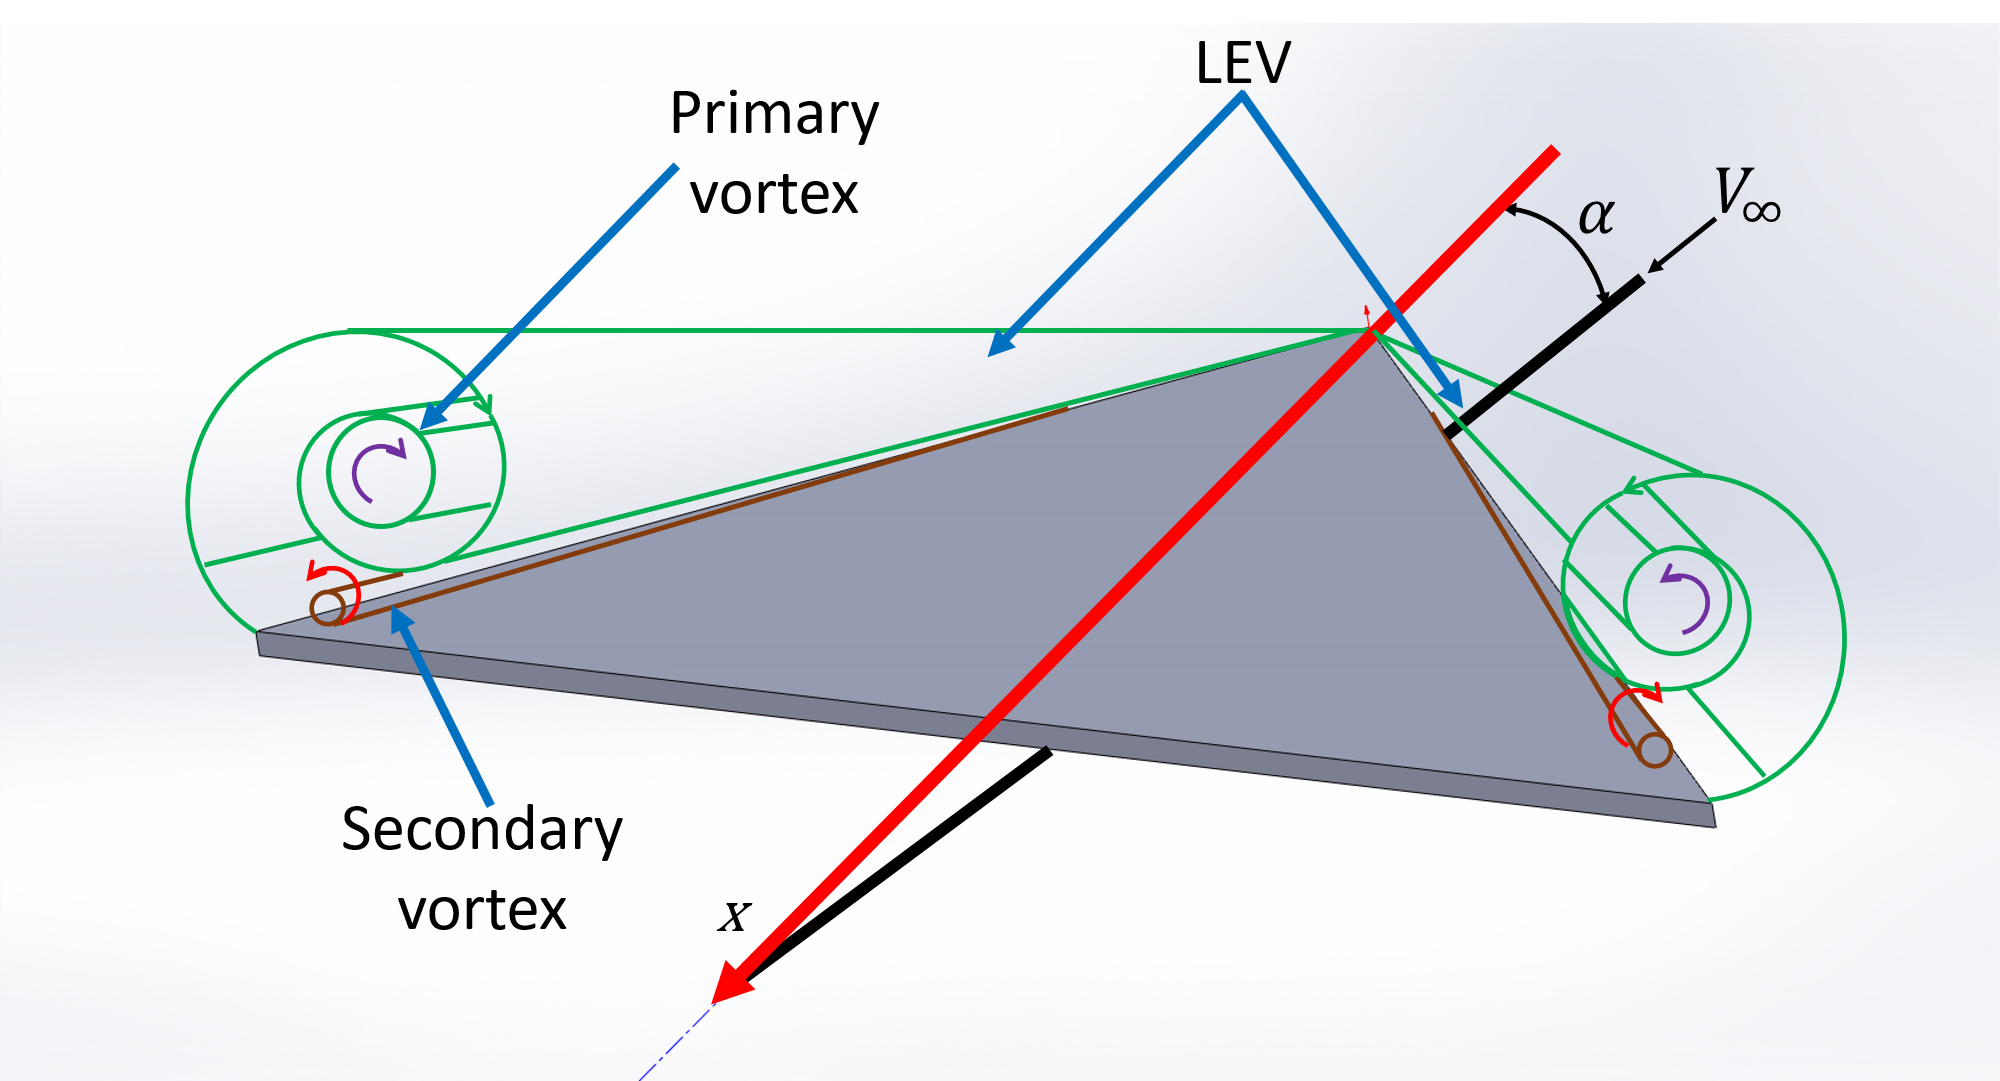 LEV
Primary
vortex
V∞
α
Secondary
vortex
x